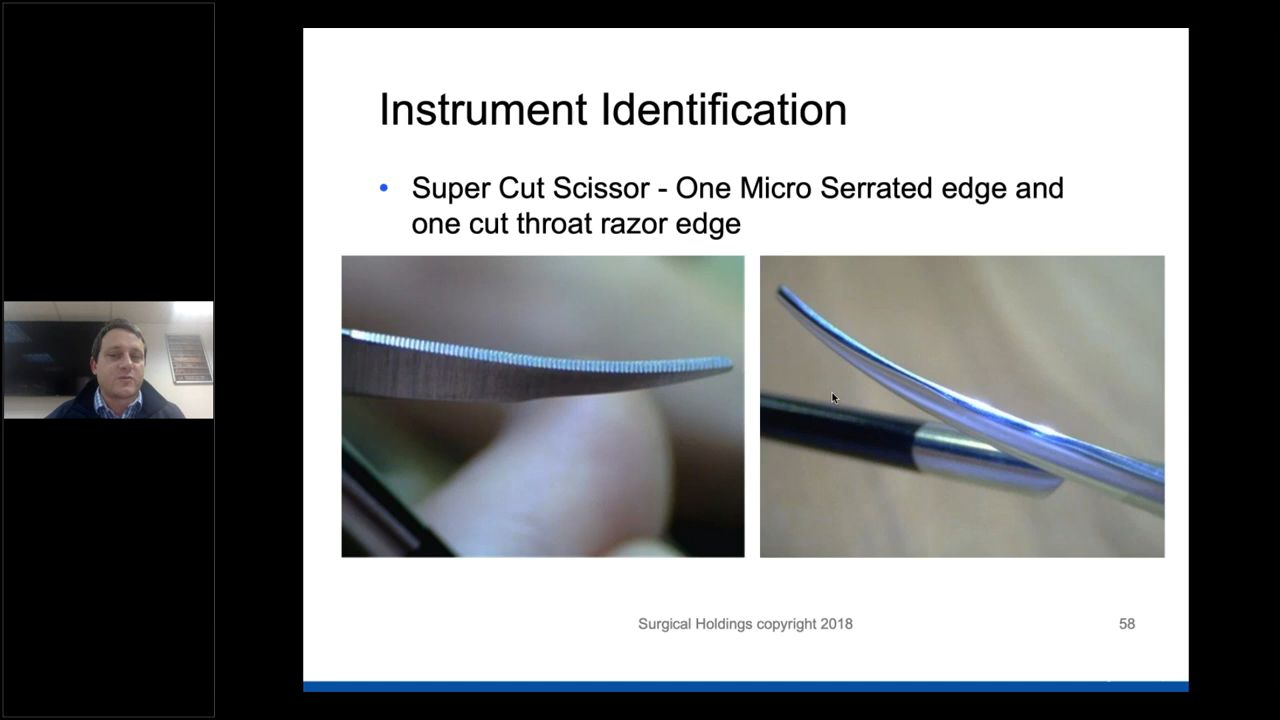 Instrument Identification
• Super Cut Scissor - One Micro Serrated edge and
one cut throat razor edge
Surgical Holdings copyright 2018
58